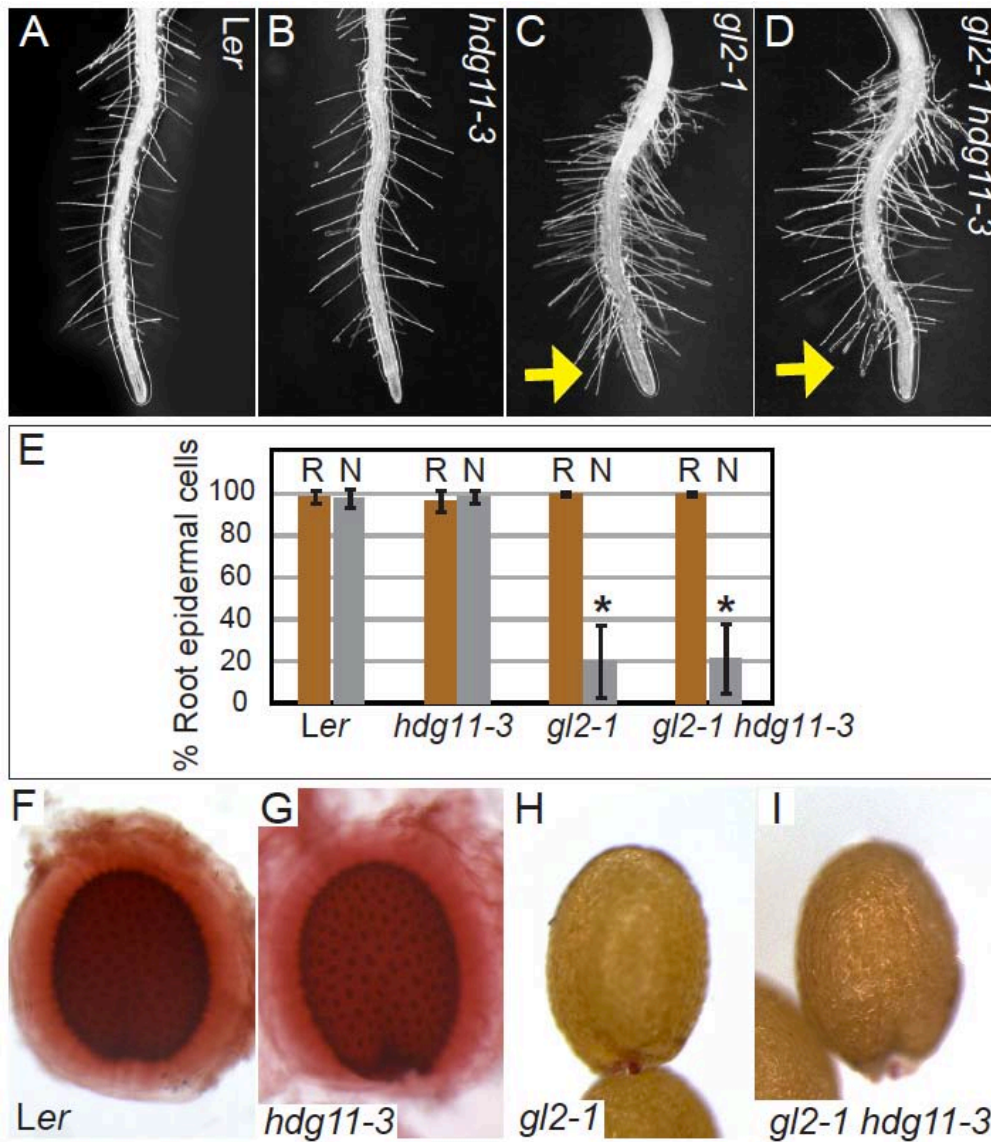 A
Ler
B
hdg11-3
C
gl2-1
D
gl2-1 hdg11-3
E
% Root epidermal cells
100
80
60
40
20
0
R N R N R N R N
* *
Ler hdg11-3 gl2-1 gl2-1 hdg11-3
F
Ler
G
hdg11-3
H
gl2-1
I
gl2-1 hdg11-3